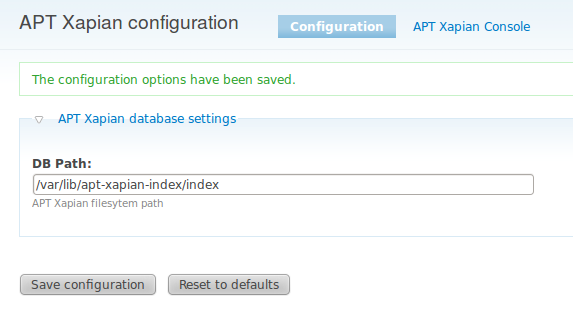 APT Xapian configuration
Configuration
APT Xapian Console
The configuration options have been saved.
APT Xapian database settings
DB Path:
/var/lib/apt-xapian-index/index
APT Xapian filesytem path
Save configuration
Reset to defaults